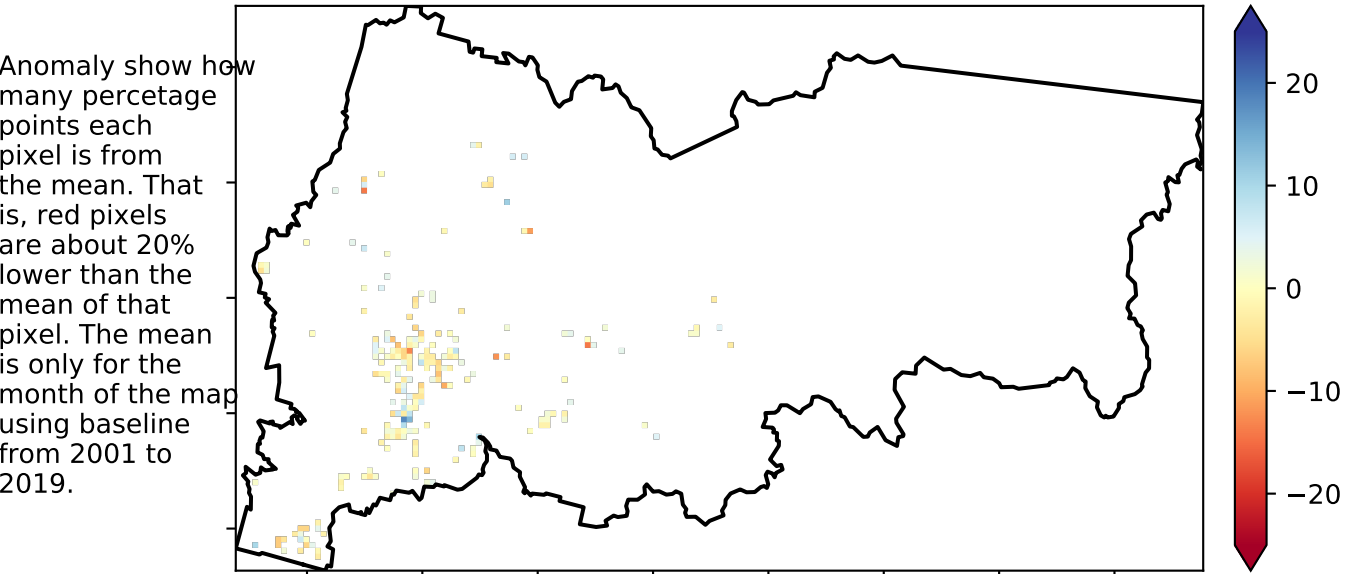 Anomaly show how
many percetage
points each
pixel is from
the mean. That
is, red pixels
are about 20%
lower than the
mean of that
pixel. The mean
is only for the
month of the map
using baseline
from 2001 to
2019.
20
10
0
−10
−20